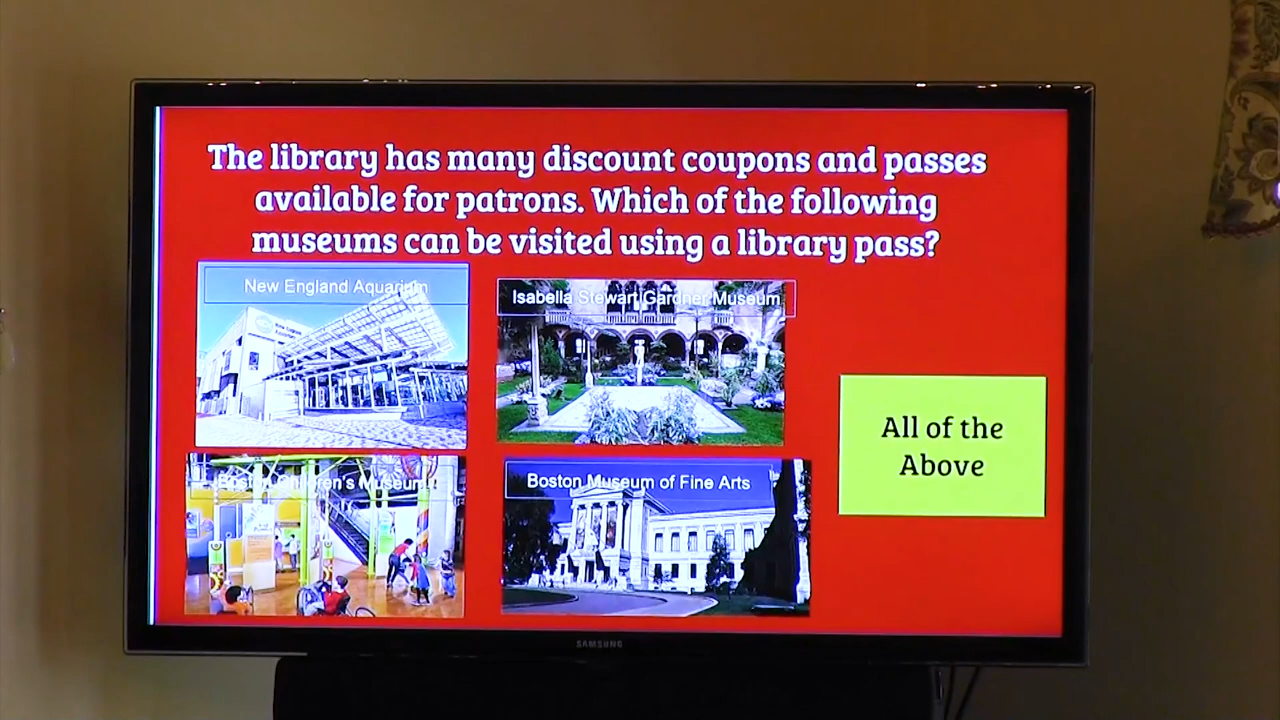 The library has many discount coupons and passes
available for patrons. Which of the following
museums can be visited using a library pass?
New England Aquarium
Isabella Stewart Gardner Museum
All of the
Above
Boston Children's Museum
Boston Museum of Fine Arts
SAMSUNG